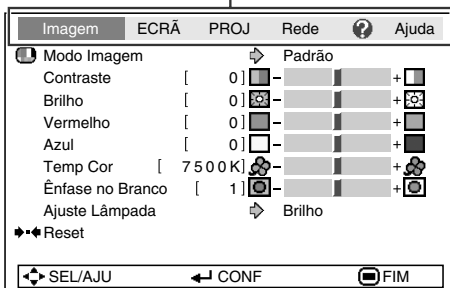 Imagem ECRÃ PROJ Rede ? Ajuda
Modo Imagem Padrão
Contraste [ 0] - +
Brilho [ 0] - +
Vermelho [ 0] - +
Azul [ 0] - +
Temp Cor [ 7500K] - +
Ênfase no Branco [ 1] - +
Ajuste Lâmpada Brilho
Reset
SEL/AJU CONF FIM